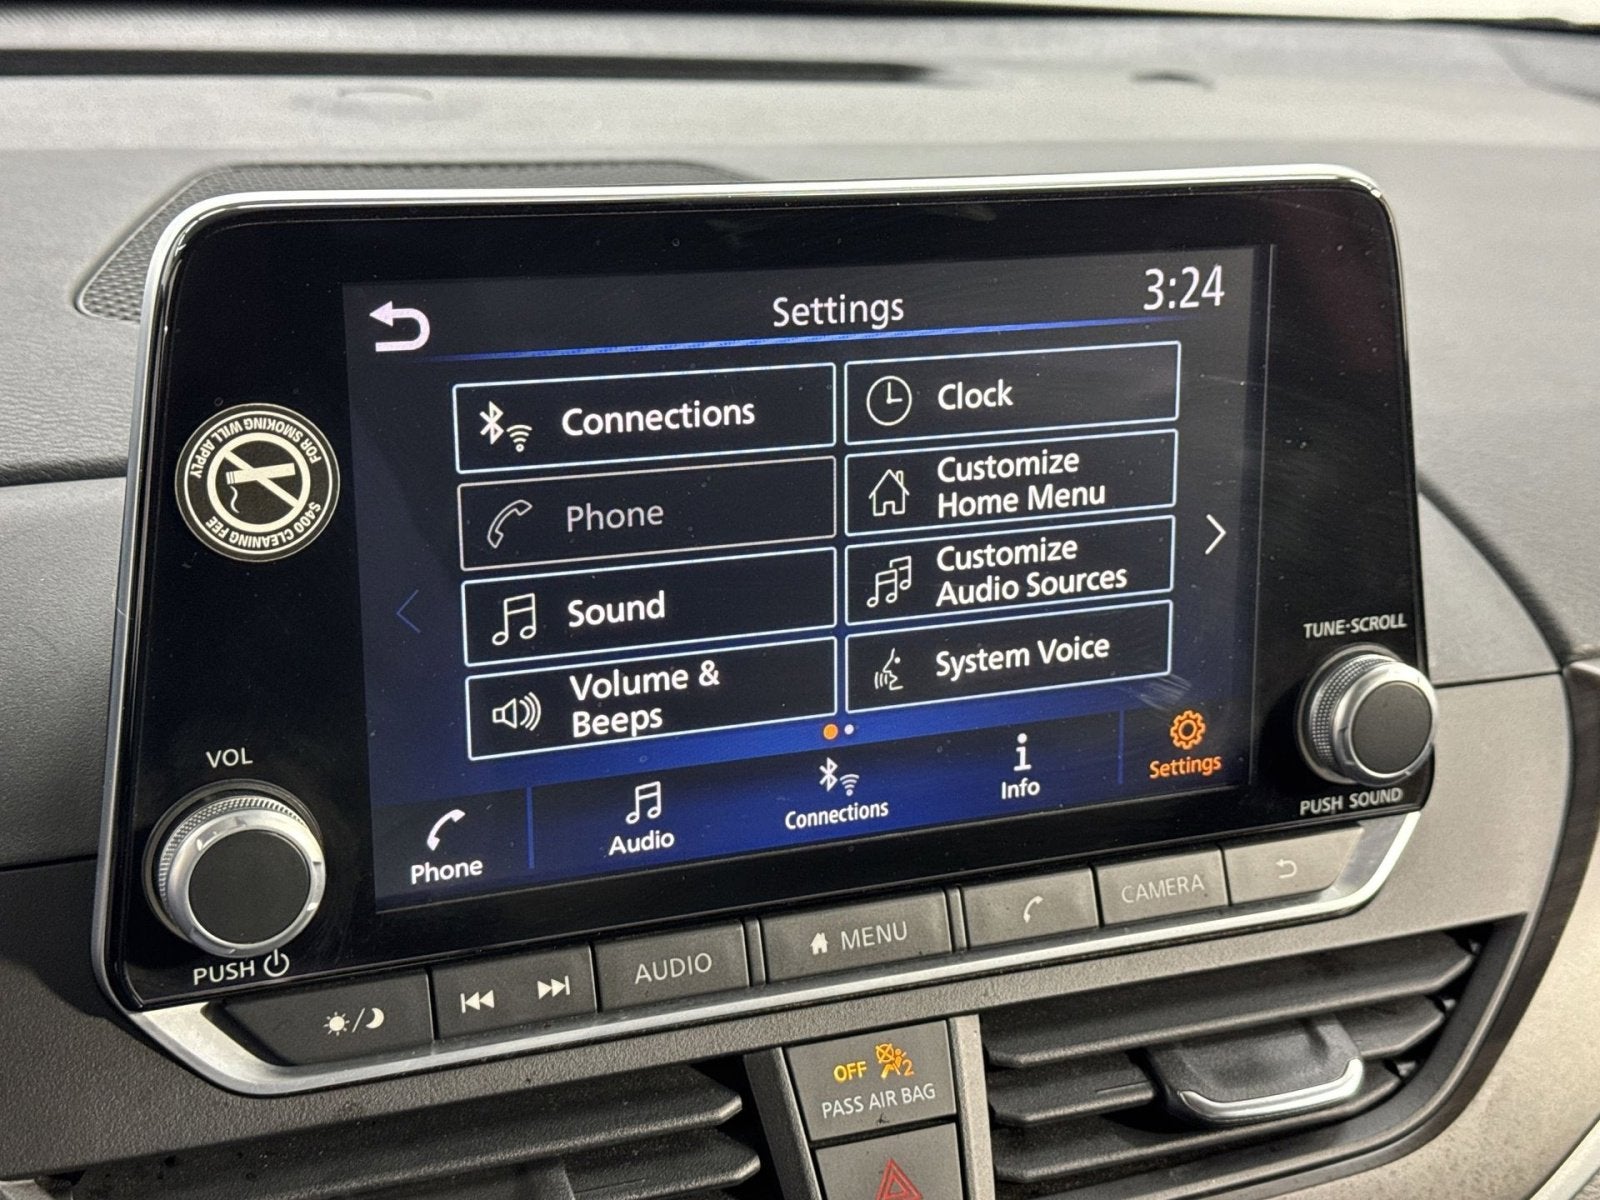 Settings
3:24
Connections
Clock
Phone
Customize
Home Menu
Sound
Customize
Audio Sources
Volume &
Beeps
System Voice
Phone
Audio
Connections
Info
Settings
$400 CLEANING FEE
FOR SMOKING WILL APPLY
VOL
PUSH
TUNE·SCROLL
PUSH SOUND
AUDIO
MENU
CAMERA
OFF 2
PASS AIR BAG